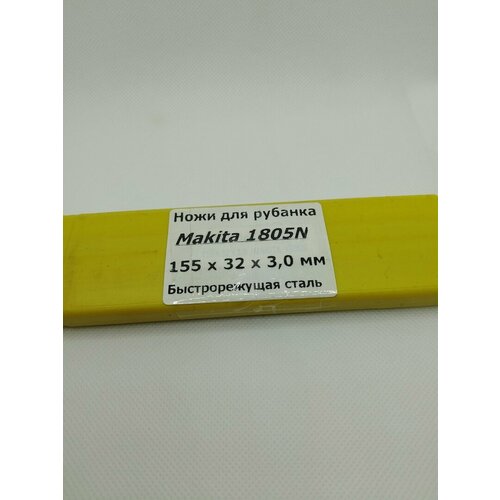 Ножи для рубанка
Makita 1805N
155 х 32 х 3,0 мм
Быстрорежущая сталь